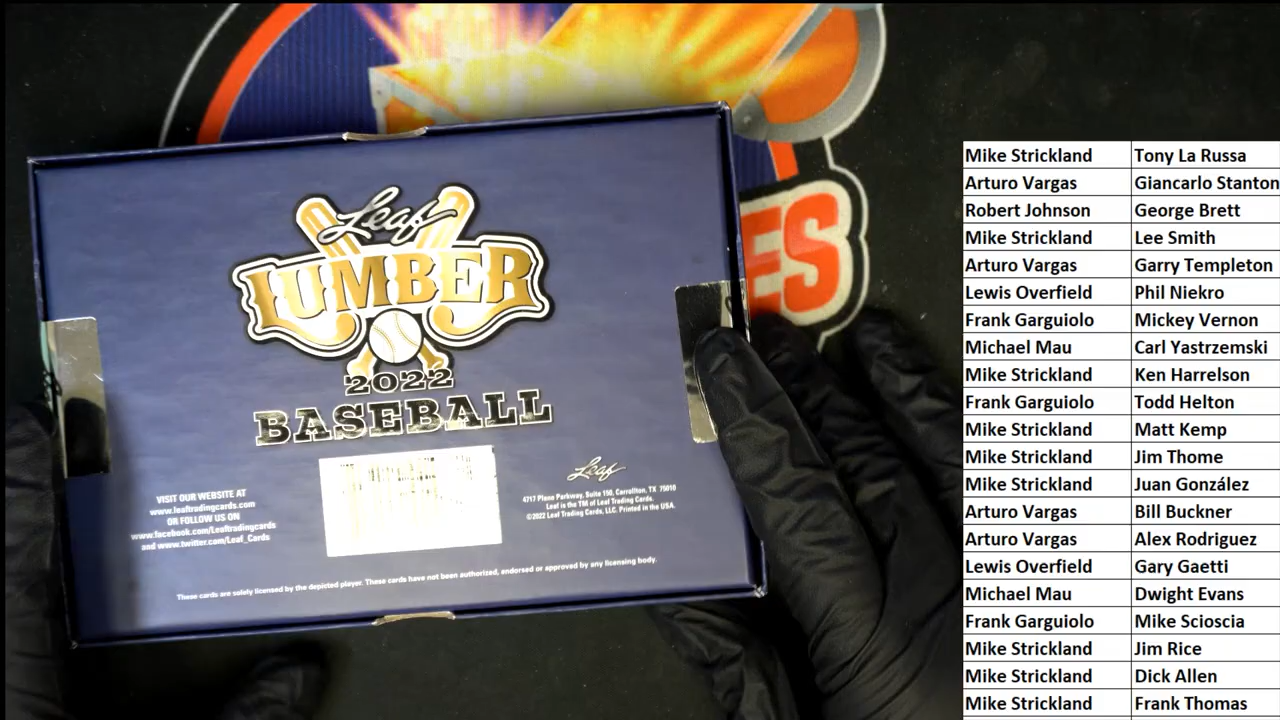 ES
Leaf
LUMBER
2022
BASEBALL
VISIT OUR WEBSITE AT
www.leaftradingcards.com
OR FOLLOW US ON
www.facebook.com/Leaftradingcards
and www.twitter.com/Leaf_Cards
Leaf
4717 Plano Parkway, Suite 150, Carrollton, TX 75010
Leaf is the TM of Leaf Trading Cards.
©2022 Leaf Trading Cards, LLC. Printed in the USA.
These cards are solely licensed by the depicted player. These cards have not been authorized, endorsed or approved by any licensing body.
Mike Strickland Tony La Russa
Arturo Vargas Giancarlo Stanton
Robert Johnson George Brett
Mike Strickland Lee Smith
Arturo Vargas Garry Templeton
Lewis Overfield Phil Niekro
Frank Garguiolo Mickey Vernon
Michael Mau Carl Yastrzemski
Mike Strickland Ken Harrelson
Frank Garguiolo Todd Helton
Mike Strickland Matt Kemp
Mike Strickland Jim Thome
Mike Strickland Juan González
Arturo Vargas Bill Buckner
Arturo Vargas Alex Rodriguez
Lewis Overfield Gary Gaetti
Michael Mau Dwight Evans
Frank Garguiolo Mike Scioscia
Mike Strickland Jim Rice
Mike Strickland Dick Allen
Mike Strickland Frank Thomas